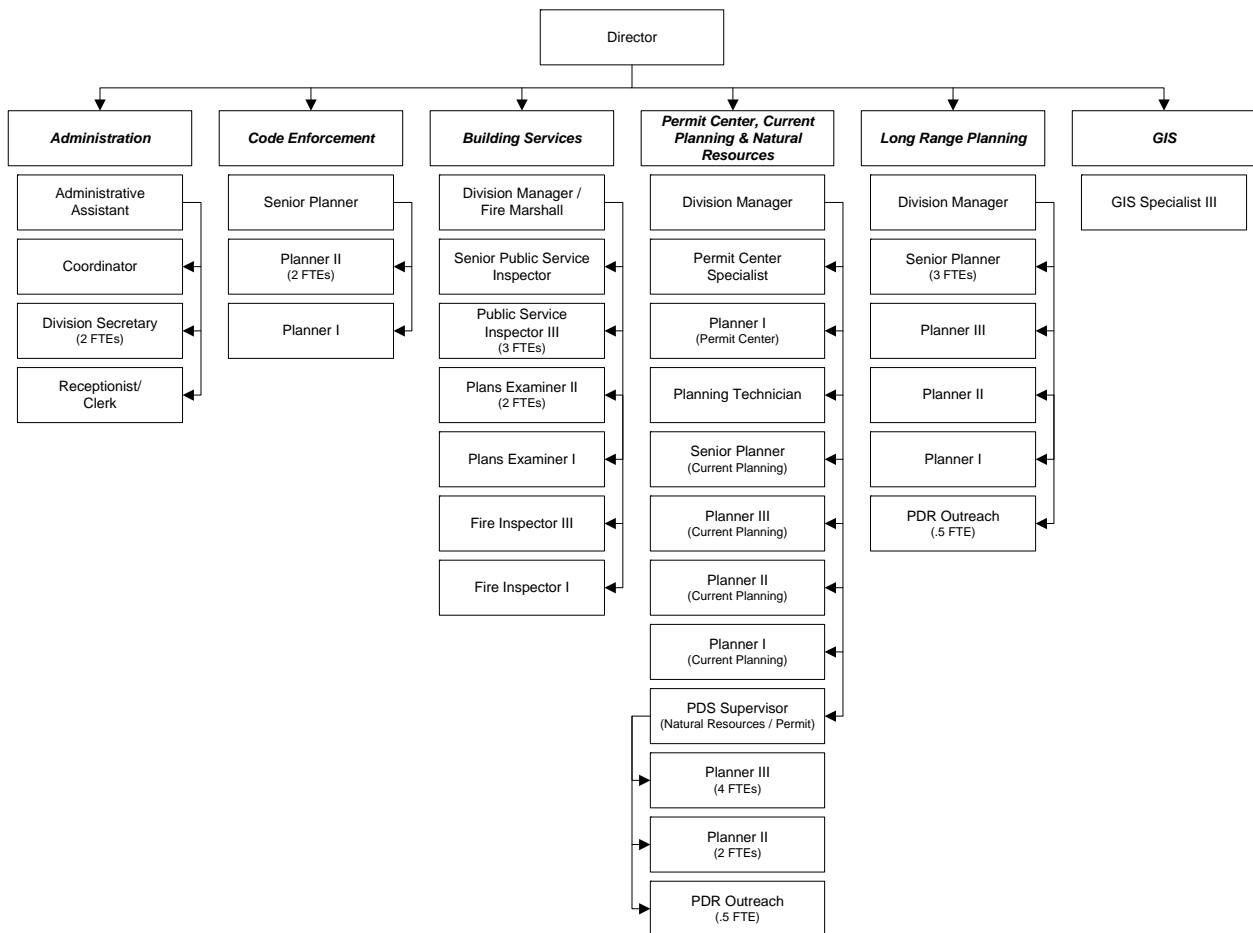 Director
Administration
Administrative
Assistant
Coordinator
Division Secretary
(2 FTEs)
Receptionist/
Clerk
Code Enforcement
Senior Planner
Planner II
(2 FTEs)
Planner I
Building Services
Division Manager /
Fire Marshall
Senior Public Service
Inspector
Public Service
Inspector III
(3 FTEs)
Plans Examiner II
(2 FTEs)
Plans Examiner I
Fire Inspector III
Fire Inspector I
Permit Center, Current
Planning & Natural
Resources
Division Manager
Permit Center
Specialist
Planner I
(Permit Center)
Planning Technician
Senior Planner
(Current Planning)
Planner III
(Current Planning)
Planner II
(Current Planning)
Planner I
(Current Planning)
PDS Supervisor
(Natural Resources / Permit)
Planner III
(4 FTEs)
Planner II
(2 FTEs)
PDR Outreach
(.5 FTE)
Long Range Planning
Division Manager
Senior Planner
(3 FTEs)
Planner III
Planner II
Planner I
PDR Outreach
(.5 FTE)
GIS
GIS Specialist III